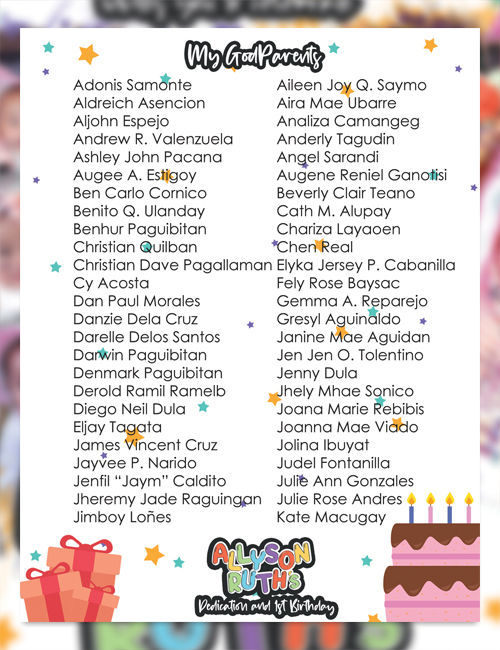 My GodParents
Adonis Samonte
Aldreich Asencion
Aljohn Espejo
Andrew R. Valenzuela
Ashley John Pacana
Augee A. Estigoy
Ben Carlo Cornico
Benito Q. Ulanday
Benhur Paguibitan
Christian Quilban
Christian Dave Pagallaman
Cy Acosta
Dan Paul Morales
Danzie Dela Cruz
Darelle Delos Santos
Darwin Paguibitan
Denmark Paguibitan
Derold Ramil Ramelb
Diego Neil Dula
Eljay Tagata
James Vincent Cruz
Jayvee P. Narido
Jenfil “Jaym” Caldito
Jheremy Jade Raguingan
Jimboy Loñes
Aileen Joy Q. Saymo
Aira Mae Ubarre
Analiza Camangeg
Anderly Tagudin
Angel Sarandi
Augene Reniel Ganotisi
Beverly Clair Teano
Cath M. Alupay
Chariza Layaoen
Chen Real
Elyka Jersey P. Cabanilla
Fely Rose Baysac
Gemma A. Reparejo
Gresyl Aguinaldo
Janine Mae Aguidan
Jen Jen O. Tolentino
Jenny Dula
Jhely Mhae Sonico
Joana Marie Rebibis
Joanna Mae Viado
Jolina Ibuyat
Judel Fontanilla
Julie Ann Gonzales
Julie Rose Andres
Kate Macugay
ALLYSON
RUTH's
Dedication and 1st Birthday